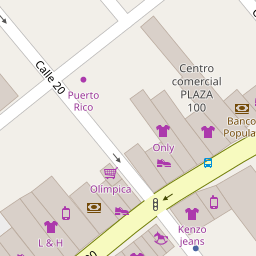 Calle 20
Puerto
Rico
Centro
comercial
PLAZA
100
Banco
Popula
Only
Olimpica
L & H
Kenzo
jeans